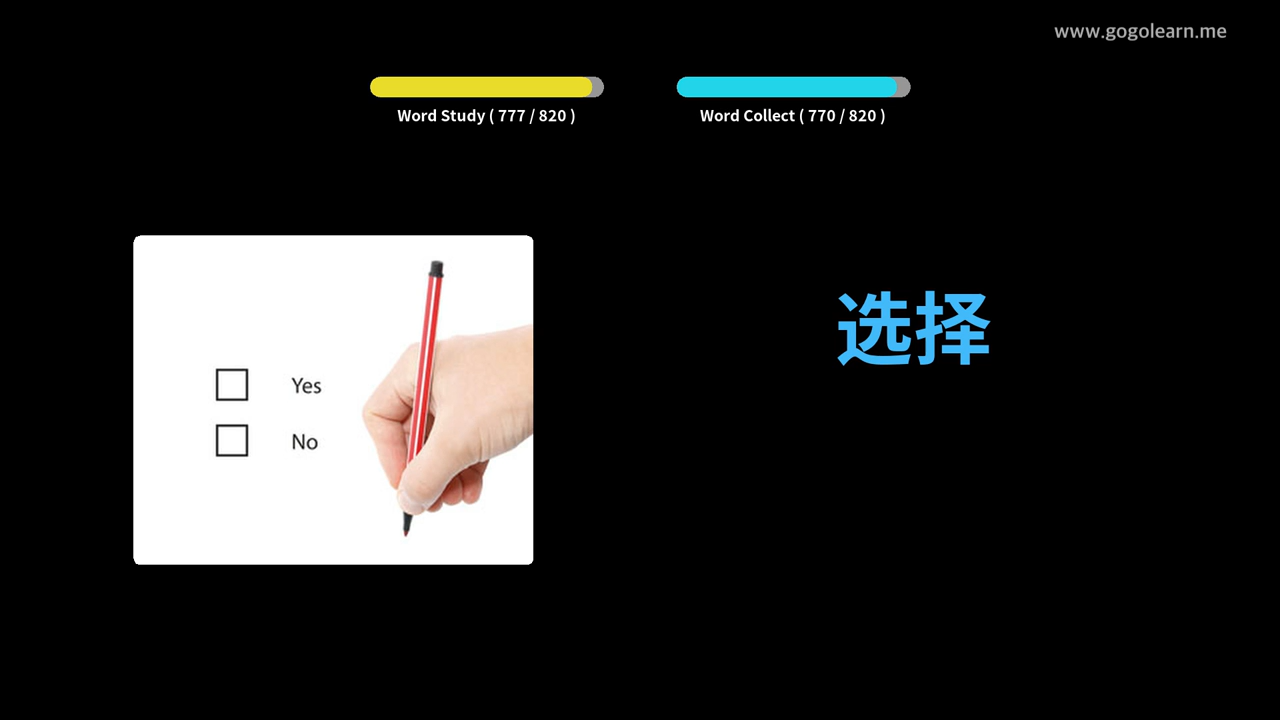 www.gogolearn.me
Word Study ( 777 / 820 )
Word Collect ( 770 / 820 )
选择
Yes
No